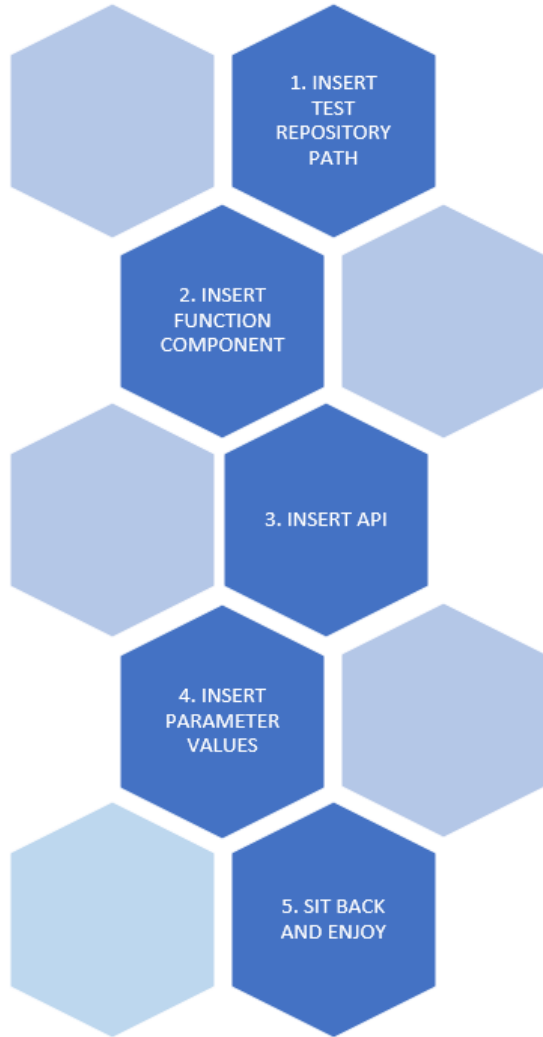 1. INSERT
TEST
REPOSITORY
PATH
2. INSERT
FUNCTION
COMPONENT
3. INSERT API
4. INSERT
PARAMETER
VALUES
5. SIT BACK
AND ENJOY